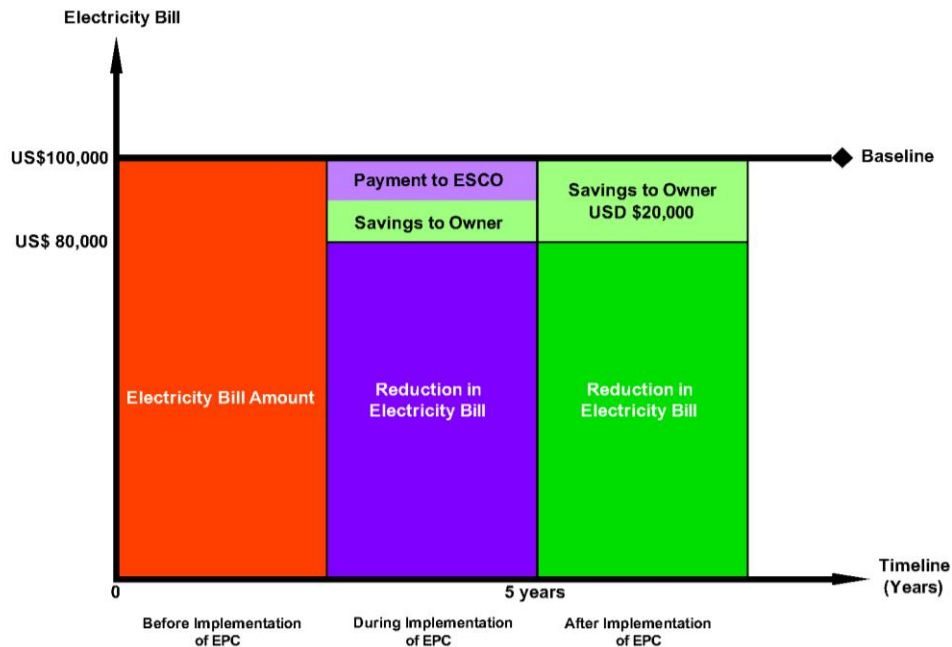 Electricity Bill
US$100,000
Baseline
Payment to ESCO
Savings to Owner
Savings to Owner
USD $20,000
US$ 80,000
Electricity Bill Amount
Reduction in
Electricity Bill
Reduction in
Electricity Bill
Timeline
(Years)
0
5 years
Before Implementation
of EPC
During Implementation
of EPC
After Implementation
of EPC